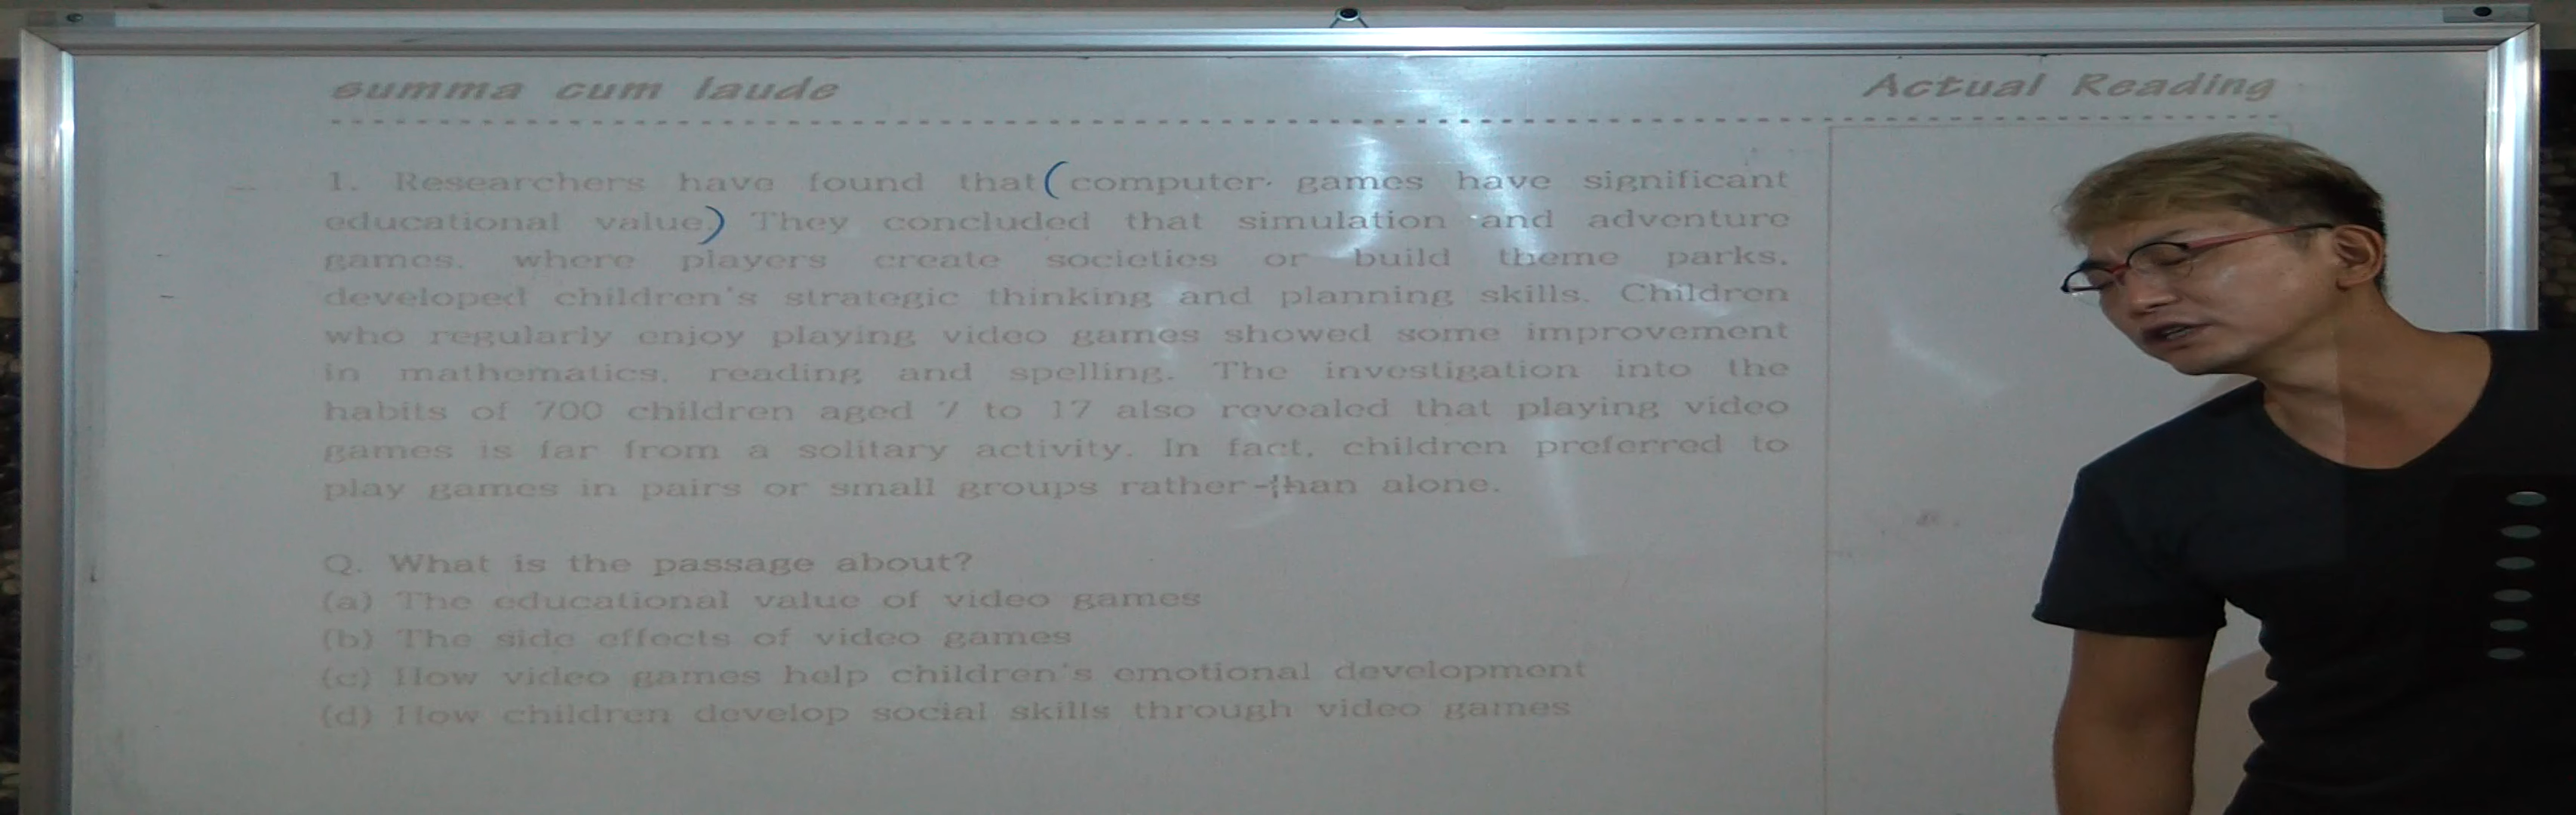 summa cum laude
Actual Reading
1. Researchers have found that (computer games have significant
educational value.) They concluded that simulation and adventure
games, where players create societies or build theme parks,
developed children's strategic thinking and planning skills. Children
who regularly enjoy playing video games showed some improvement
in mathematics, reading and spelling. The investigation into the
habits of 700 children aged 7 to 17 also revealed that playing video
games is far from a solitary activity. In fact, children preferred to
play games in pairs or small groups rather than alone.
Q. What is the passage about?
(a) The educational value of video games
(b) The side effects of video games
(c) How video games help children's emotional development
(d) How children develop social skills through video games